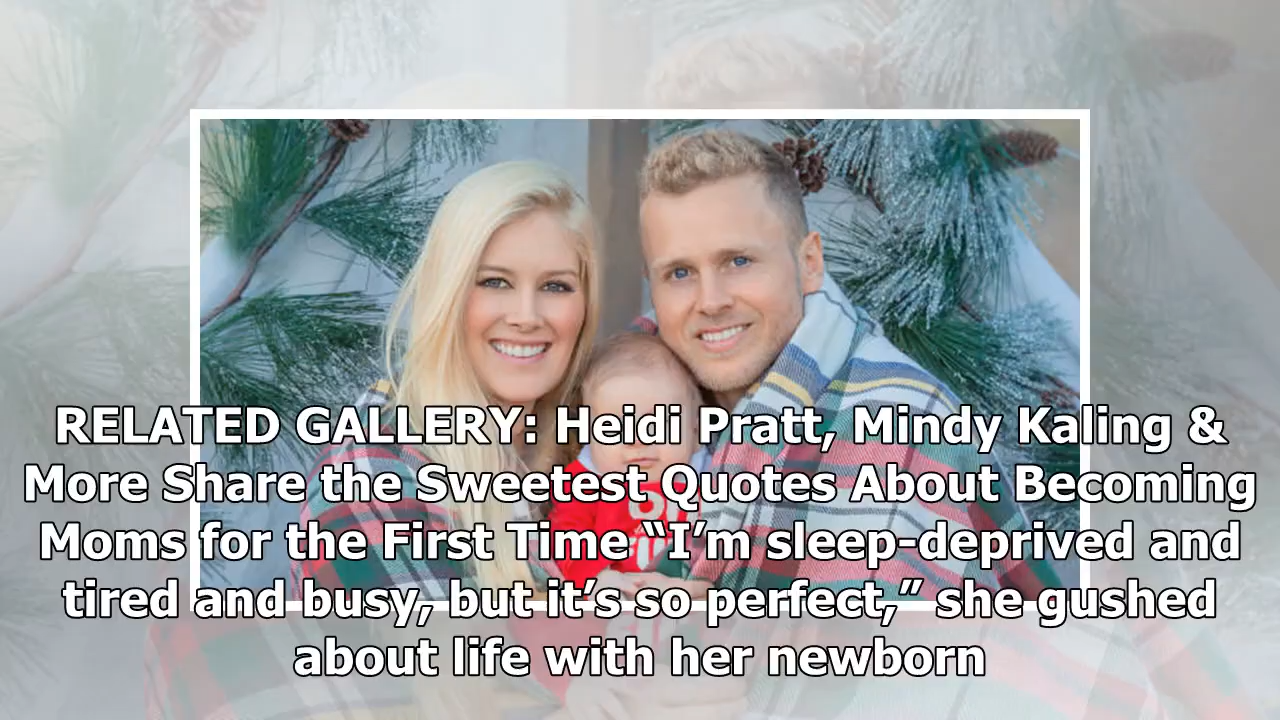 RELATED GALLERY: Heidi Pratt, Mindy Kaling &
More Share the Sweetest Quotes About Becoming
Moms for the First Time “I’m sleep-deprived and
tired and busy, but it’s so perfect,” she gushed
about life with her newborn